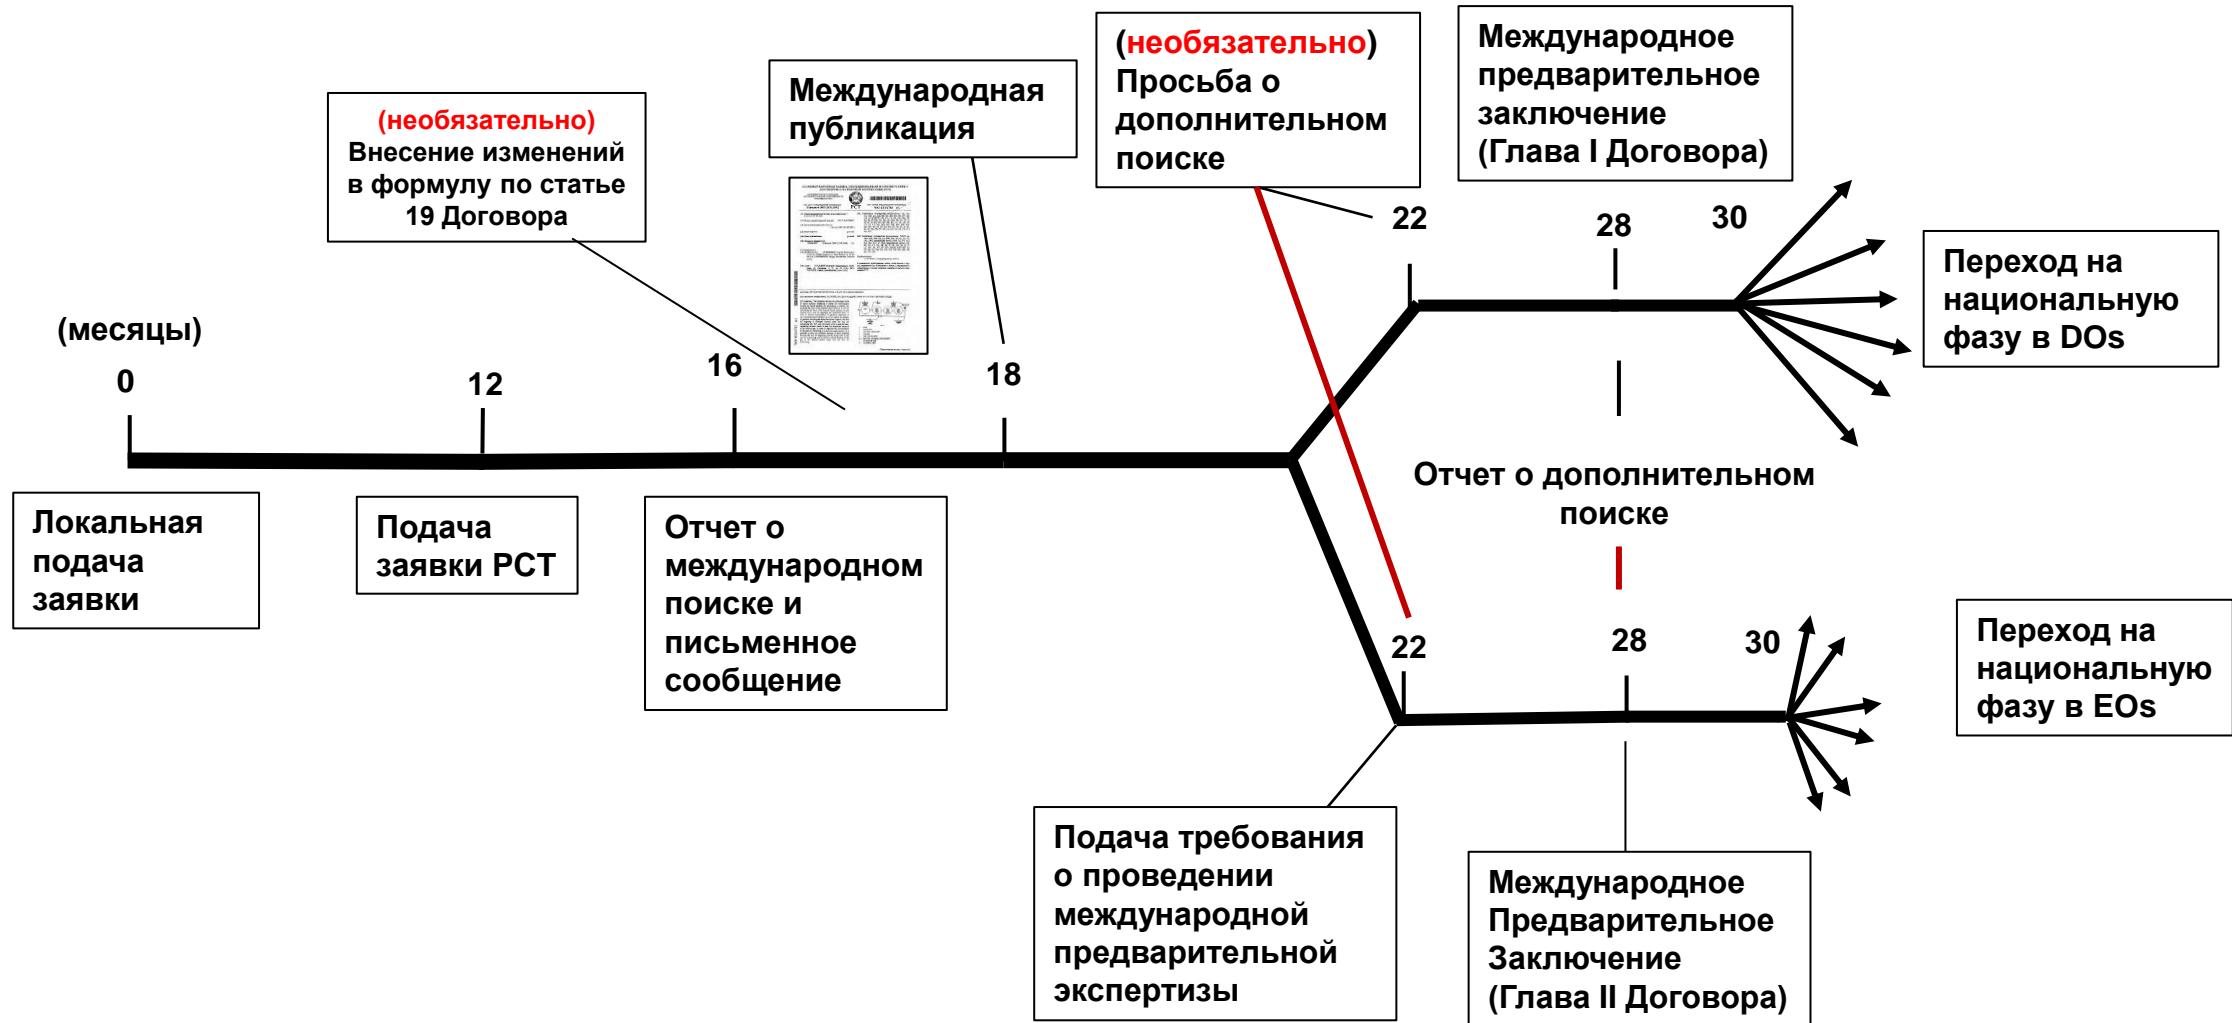 (необязательно)
Внесение изменений
в формулу по статье
19 Договора
Международная
публикация
(необязательно)
Просьба о
дополнительном
поиске
Международное
предварительное
заключение
(Глава I Договора)
22
28
30
Переход на
национальную
фазу в DOs
(месяцы)
0
12
16
18
Локальная
подача
заявки
Подача
заявки PCT
Отчет о
международном
поиске и
письменное
сообщение
Отчет о дополнительном
поиске
22
28
30
Переход на
национальную
фазу в EOs
Подача требования
о проведении
международной
предварительной
экспертизы
Международное
Предварительное
Заключение
(Глава II Договора)